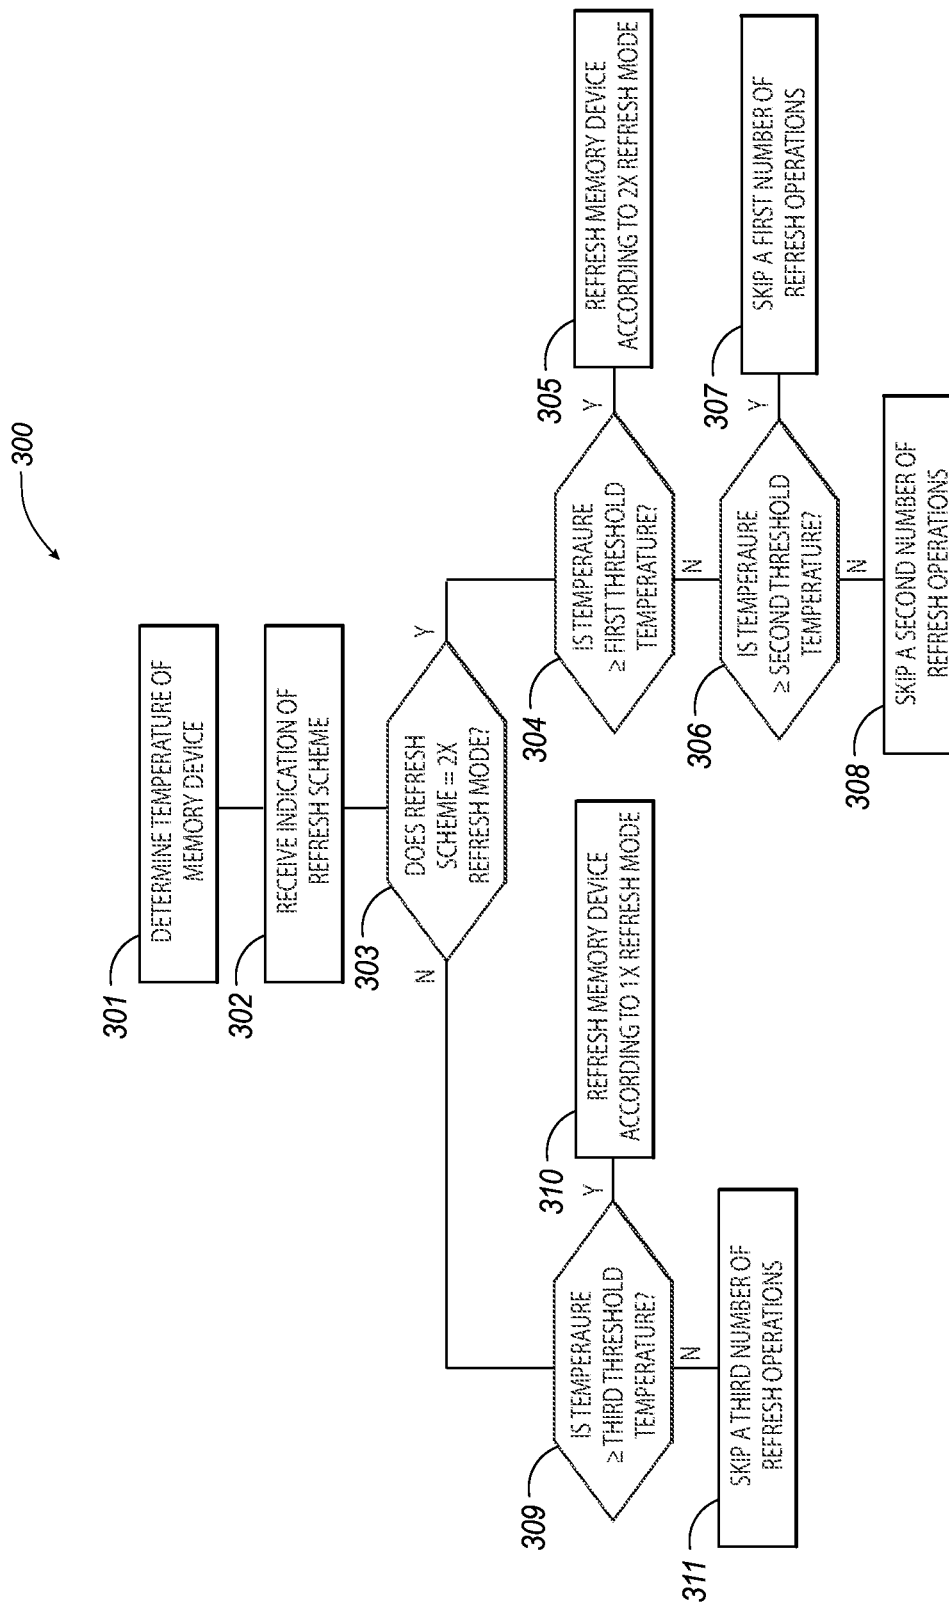 300
301
DETERMINE TEMPERATURE OF
MEMORY DEVICE
302
RECEIVE INDICATION OF
REFRESH SCHEME
303
DOES REFRESH
SCHEME = 2X
REFRESH MODE?
N
Y
304
IS TEMPERAURE
≥ FIRST THRESHOLD
TEMPERATURE?
Y
N
305
REFRESH MEMORY DEVICE
ACCORDING TO 2X REFRESH MODE
306
IS TEMPERAURE
≥ SECOND THRESHOLD
TEMPERATURE?
Y
N
307
SKIP A FIRST NUMBER OF
REFRESH OPERATIONS
308
SKIP A SECOND NUMBER OF
REFRESH OPERATIONS
309
IS TEMPERAURE
≥ THIRD THRESHOLD
TEMPERATURE?
Y
N
310
REFRESH MEMORY DEVICE
ACCORDING TO 1X REFRESH MODE
311
SKIP A THIRD NUMBER OF
REFRESH OPERATIONS